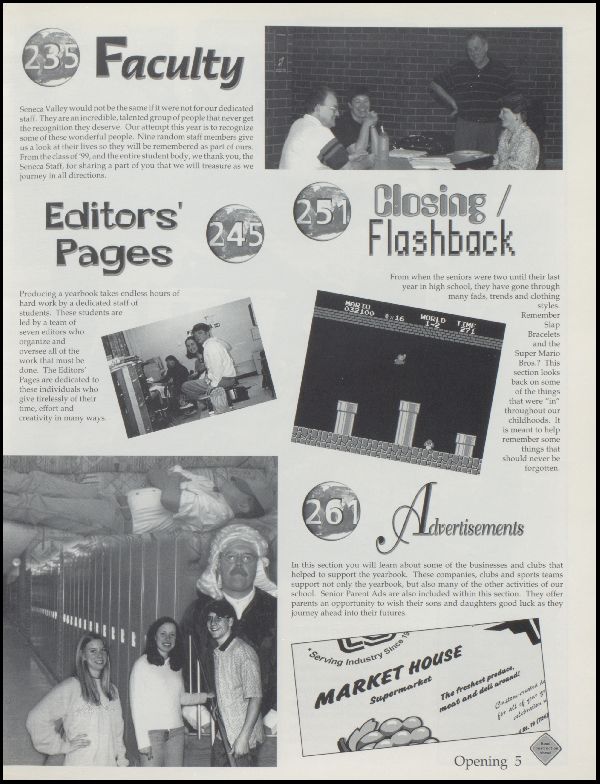 235
Faculty
Seneca Valley would not be the same if it were not for our dedicated
staff. They are an incredible, talented group of people that never get
the recognition they deserve. Our attempt this year is to recognize
some of these wonderful people. Nine random staff members give
us a look at their lives so they will be remembered as part of ours.
From the class of '99, and the entire student body, we thank you, the
Seneca Staff, for sharing a part of you that we will treasure as we
journey in all directions.
Editors'
Pages
245
Producing a yearbook takes endless hours of
hard work by a dedicated staff of
students. These students are
led by a team of
seven editors who
organize and
oversee all of the
work that must be
done. The Editors'
Pages are dedicated to
these individuals who
give tirelessly of their
time, effort and
creativity in many ways.
251
Closing /
Flashback
From when the seniors were two until their last
year in high school, they have gone through
many fads, trends and clothing
styles.
Remember
Slap
Bracelets
and the
Super Mario
Bros.? This
section looks
back on some
of the things
that were "in"
throughout our
childhoods. It
is meant to help
remember some
things that
should never be
forgotten.
MARIO WORLD TIME
032100 ×16 1-2 271
261
Advertisements
In this section you will learn about some of the businesses and clubs that
helped to support the yearbook. These companies, clubs and sports teams
support not only the yearbook, but also many of the other activities of our
school. Senior Parent Ads are also included within this section. They offer
parents an opportunity to wish their sons and daughters good luck as they
journey ahead into their futures.
Serving Industry Since 19
MARKET HOUSE
Supermarket
The freshest produce,
meat and deli around!
for all of your
celebration
Opening 5
Road
Construction
Ahead